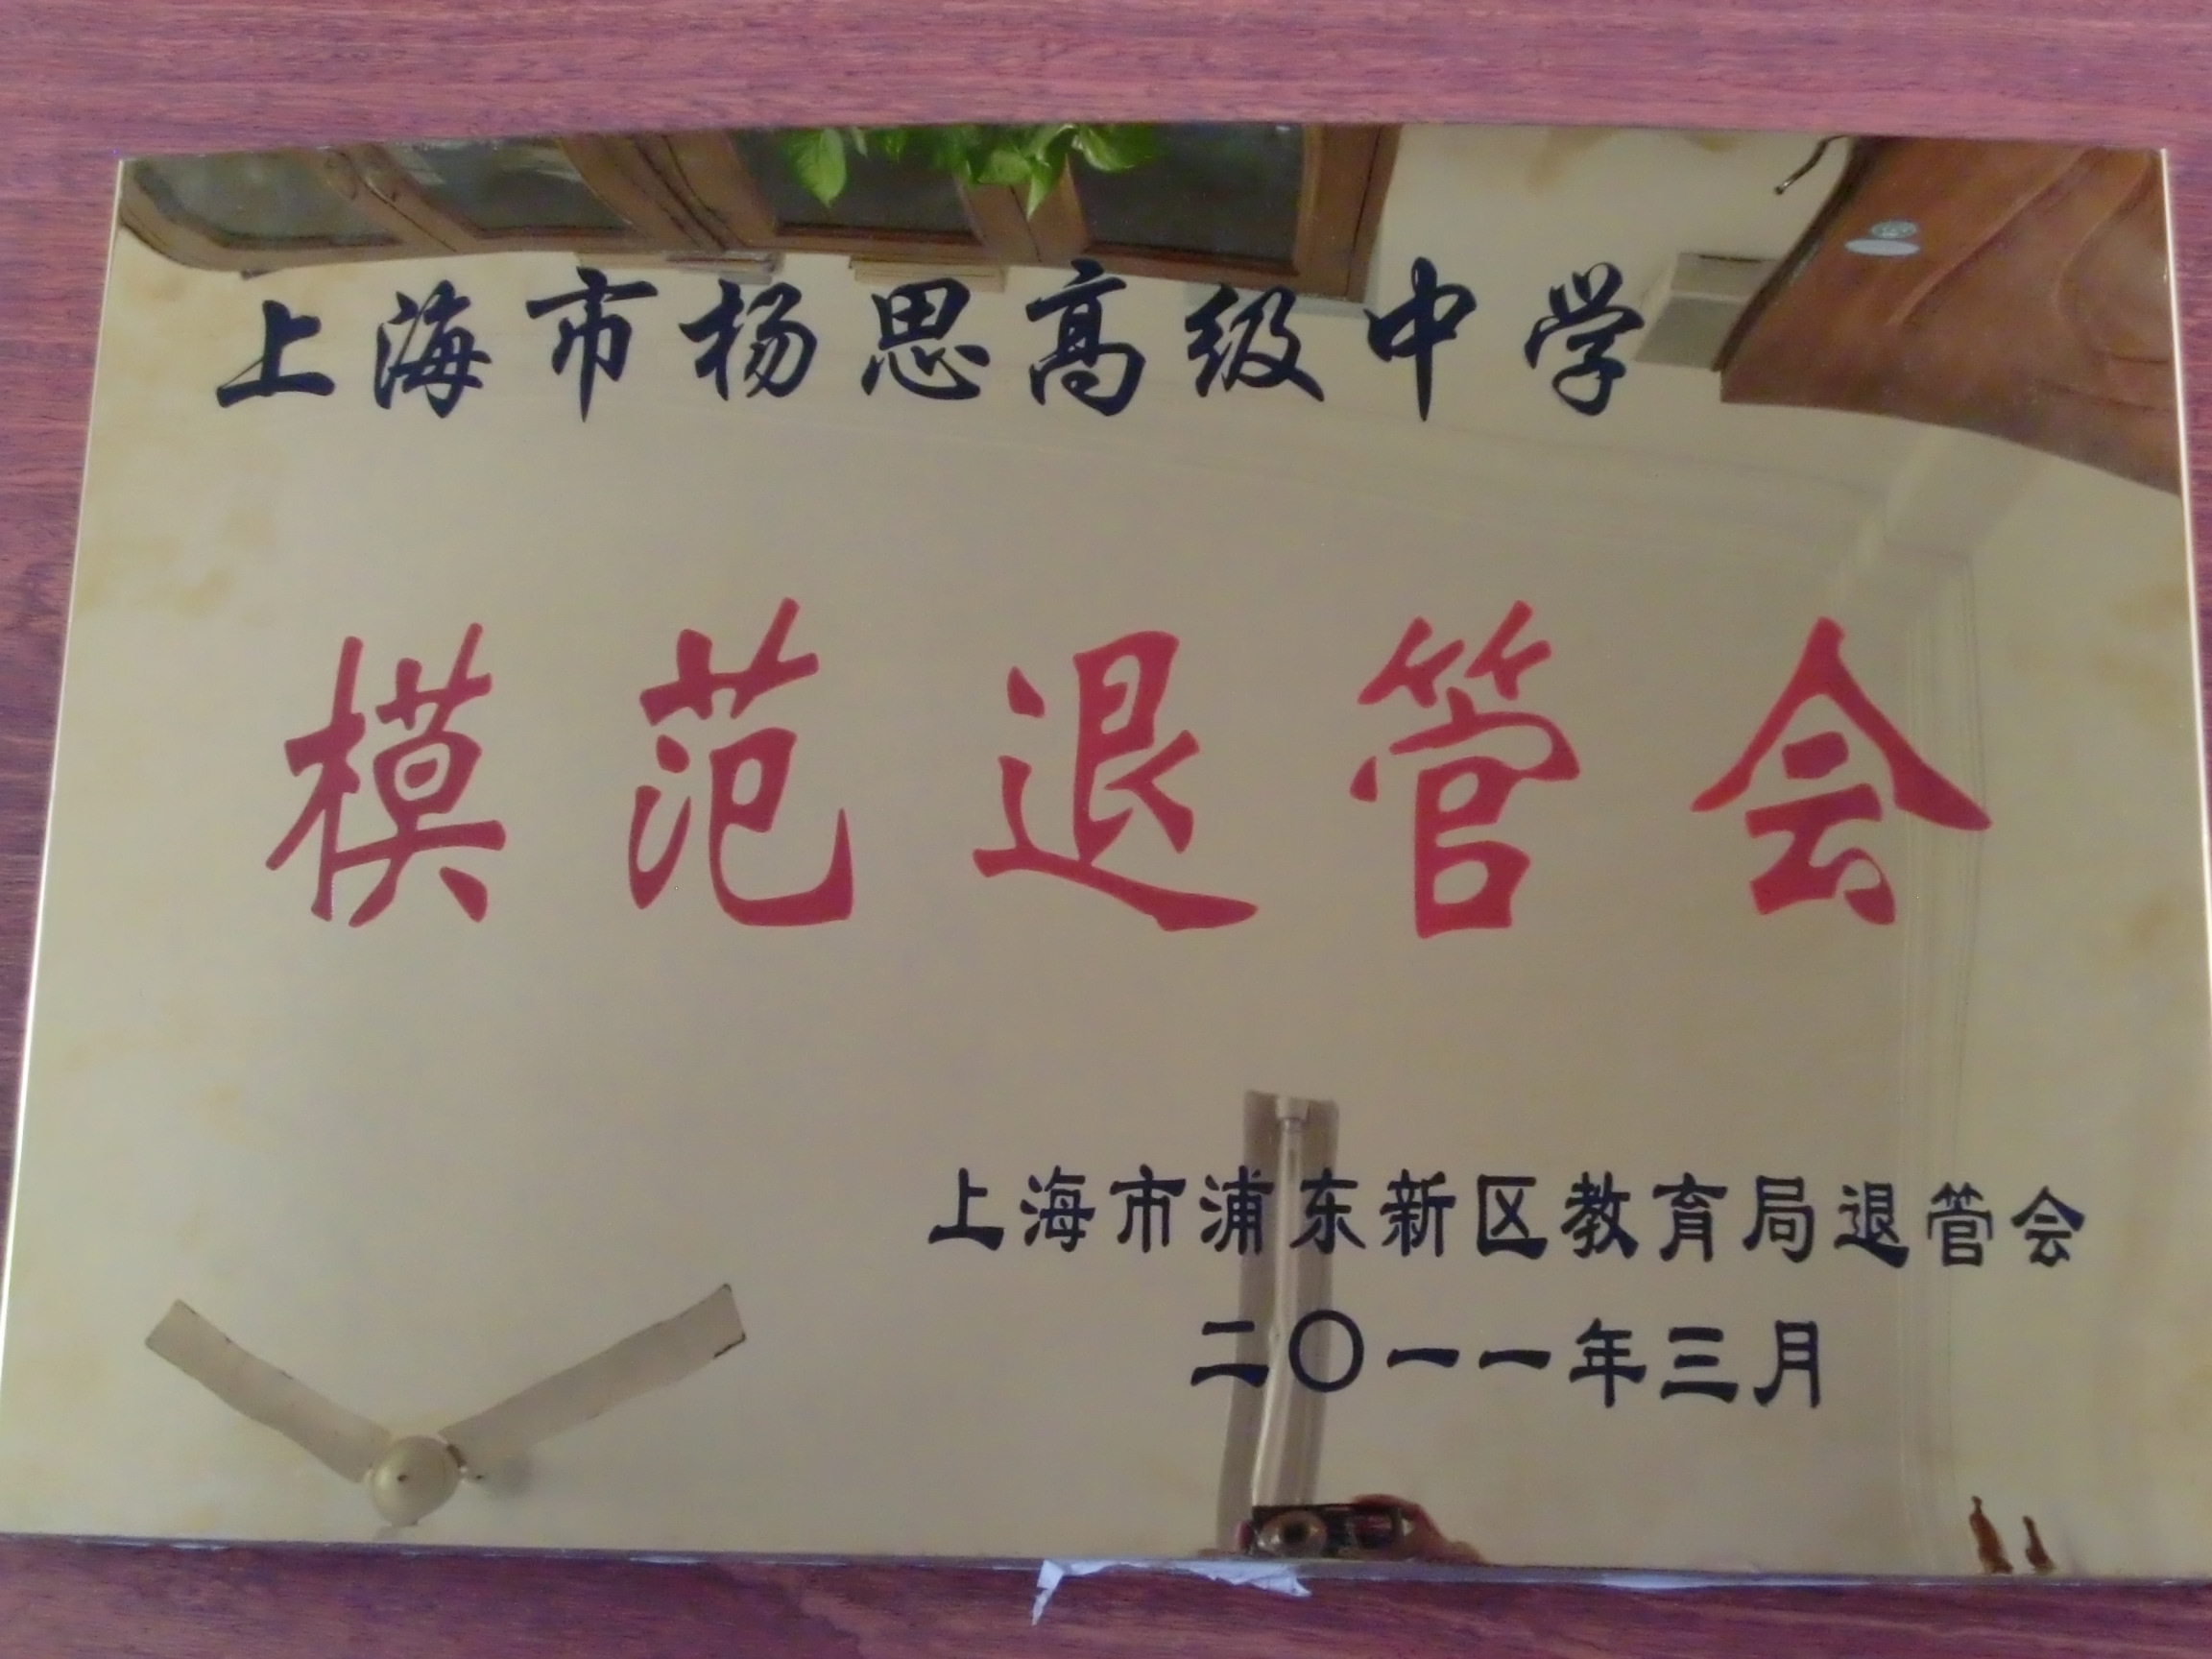 上海市杨思高级中学
模范退管会
上海市浦东新区教育局退管会
二〇一一年三月